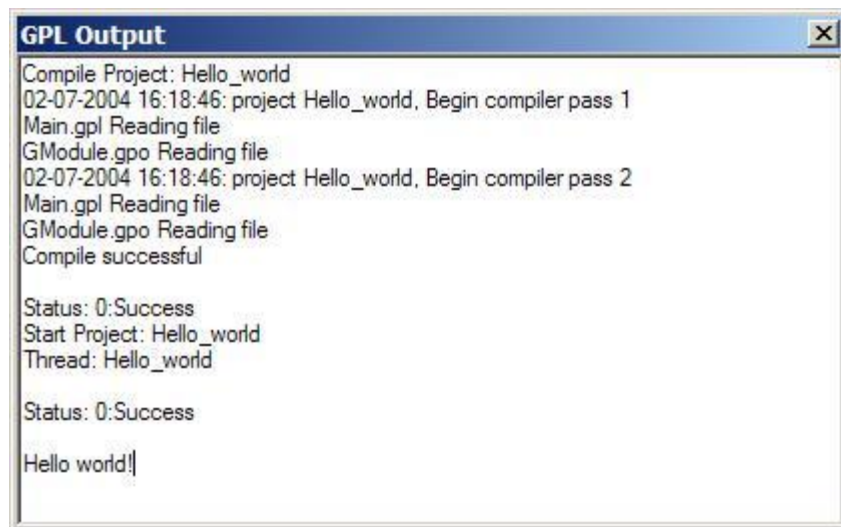 GPL Output
Compile Project: Hello_world
02-07-2004 16:18:46: project Hello_world, Begin compiler pass 1
Main.gpl Reading file
GModule.gpo Reading file
02-07-2004 16:18:46: project Hello_world, Begin compiler pass 2
Main.gpl Reading file
GModule.gpo Reading file
Compile successful
Status: 0:Success
Start Project: Hello_world
Thread: Hello_world
Status: 0:Success
Hello world!